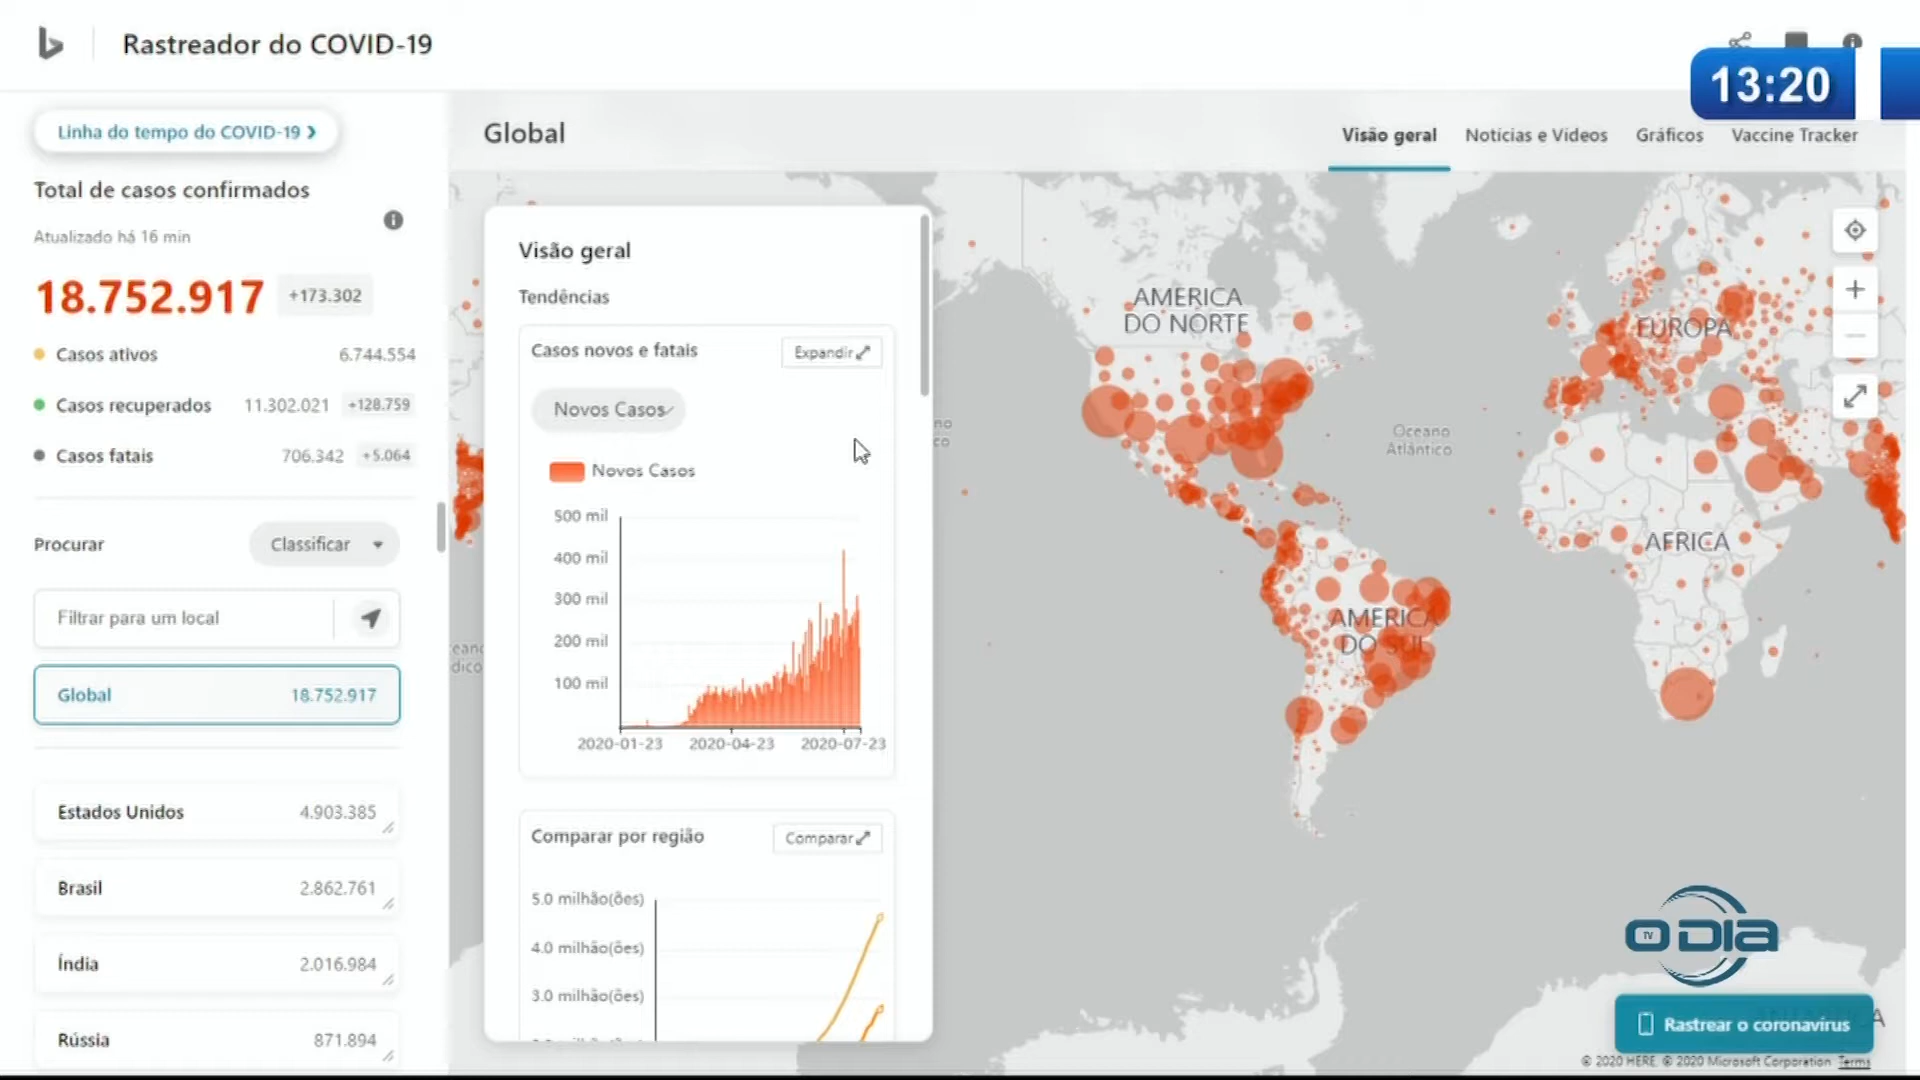 Rastreador do COVID-19
13:20
Linha do tempo do COVID-19
Global
Visão geral
Notícias e Vídeos
Gráficos
Vaccine Tracker
Total de casos confirmados
Atualizado há 16 min
18.752.917
+173.302
Casos ativos
6.744.554
Casos recuperados
11.302.021
+128.759
Casos fatais
706.342
+5.064
Procurar
Classificar
Filtrar para um local
Global
18.752.917
Estados Unidos
4.903.385
Brasil
2.862.761
Índia
2.016.984
Rússia
871.894
Visão geral
Tendências
Casos novos e fatais
Expandir
Novos Casos
Novos Casos
500 mil
400 mil
300 mil
200 mil
100 mil
2020-01-23
2020-04-23
2020-07-23
Comparar por região
Comparar
5.0 milhão(ões)
4.0 milhão(ões)
3.0 milhão(ões)
AMERICA
DO NORTE
EUROPA
Oceano
Atlântico
AFRICA
AMERICA
DO SUL
TV
O DIA
Rastrear o coronavírus
© 2020 HERE, © 2020 Microsoft Corporation Terms